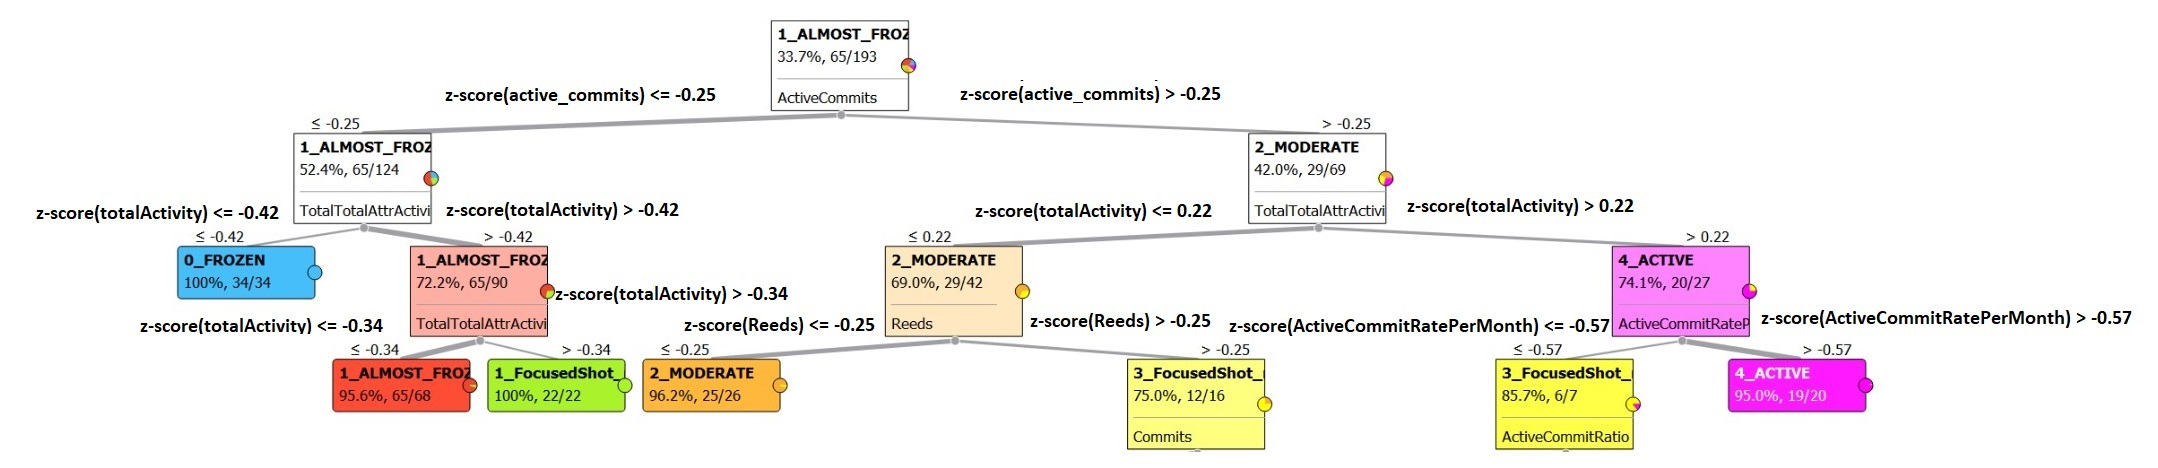 1_ALMOST_FROZ
33.7%, 65/193
ActiveCommits
z-score(active_commits) <= -0.25
z-score(active_commits) > -0.25
≤ -0.25
> -0.25
1_ALMOST_FROZ
52.4%, 65/124
TotalTotalAttrActivi
2_MODERATE
42.0%, 29/69
TotalTotalAttrActivi
z-score(totalActivity) <= -0.42
z-score(totalActivity) > -0.42
z-score(totalActivity) <= 0.22
z-score(totalActivity) > 0.22
≤ -0.42
> -0.42
≤ 0.22
> 0.22
0_FROZEN
100%, 34/34
1_ALMOST_FROZ
72.2%, 65/90
TotalTotalAttrActivi
2_MODERATE
69.0%, 29/42
Reeds
4_ACTIVE
74.1%, 20/27
ActiveCommitRateP
z-score(totalActivity) <= -0.34
z-score(totalActivity) > -0.34
z-score(Reeds) <= -0.25
z-score(Reeds) > -0.25
z-score(ActiveCommitRatePerMonth) <= -0.57
z-score(ActiveCommitRatePerMonth) > -0.57
≤ -0.34
> -0.34
≤ -0.25
> -0.25
≤ -0.57
> -0.57
1_ALMOST_FROZ
95.6%, 65/68
1_FocusedShot_
100%, 22/22
2_MODERATE
96.2%, 25/26
3_FocusedShot_
75.0%, 12/16
Commits
3_FocusedShot_
85.7%, 6/7
ActiveCommitRatio
4_ACTIVE
95.0%, 19/20